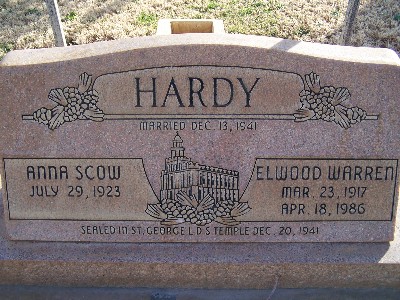 HARDY
MARRIED DEC. 13, 1941
ANNA SCOW
JULY 29, 1923
ELWOOD WARREN
MAR. 23, 1917
APR. 18, 1986
SEALED IN ST. GEORGE L.D.S. TEMPLE DEC. 20, 1941